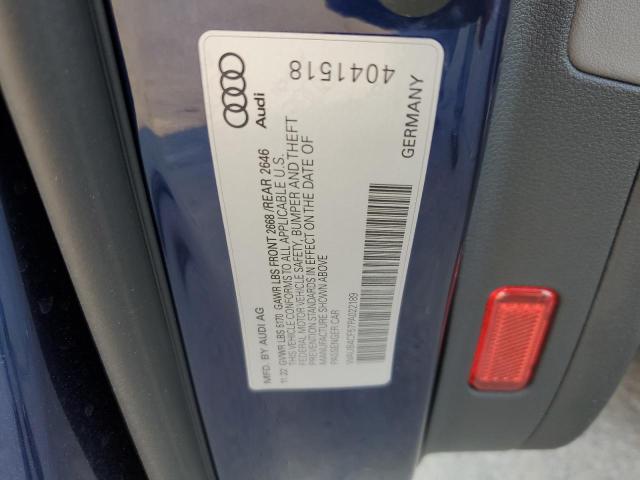 Audi
4041518
MFD. BY AUDI AG
11.22 GVWR LBS 5170 GAWR LBS FRONT 2668 /REAR 2646
THIS VEHICLE CONFORMS TO ALL APPLICABLE U.S.
FEDERAL MOTOR VEHICLE SAFETY, BUMPER AND THEFT
PREVENTION STANDARDS IN EFFECT ON THE DATE OF
MANUFACTURE SHOWN ABOVE
PASSENGER CAR
GERMANY